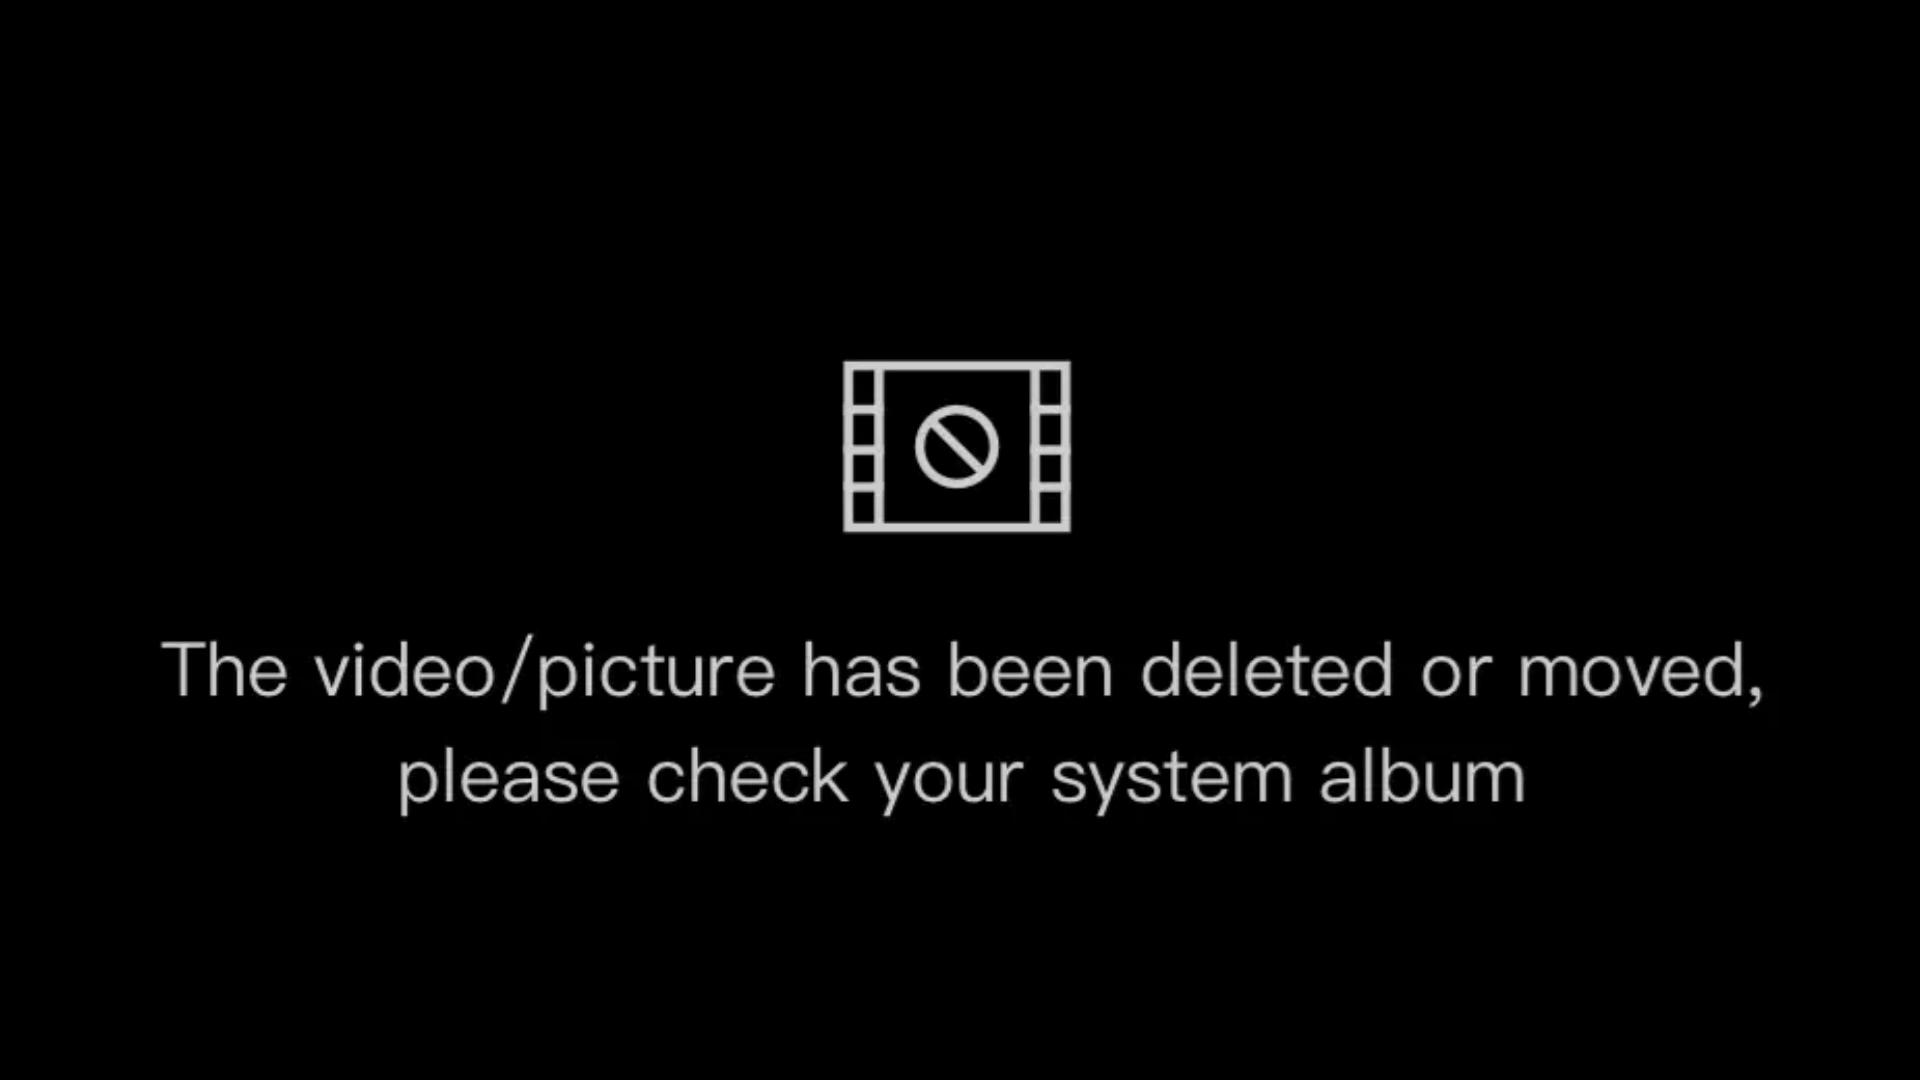 The video/picture has been deleted or moved,
please check your system album